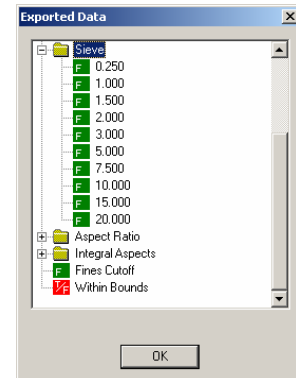 Exported Data
Sieve
F 0.250
F 1.000
F 1.500
F 2.000
F 3.000
F 5.000
F 7.500
F 10.000
F 15.000
F 20.000
Aspect Ratio
Integral Aspects
F Fines Cutoff
T/F Within Bounds
OK